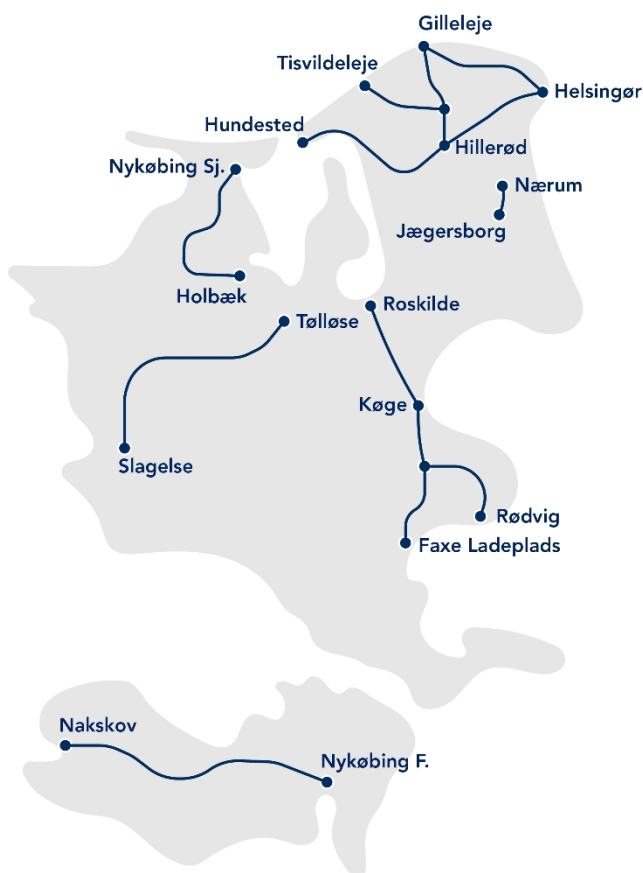 Gilleleje
Tisvildeleje
Helsingør
Hundested
Hillerød
Nykøbing Sj.
Nærum
Jægersborg
Holbæk
Roskilde
Tølløse
Køge
Slagelse
Rødvig
Faxe Ladeplads
Nakskov
Nykøbing F.